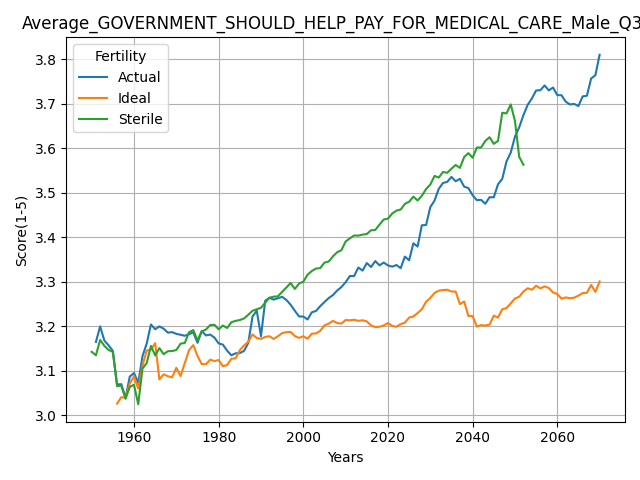 Average_GOVERNMENT_SHOULD_HELP_PAY_FOR_MEDICAL_CARE_Male_Q3
Fertility
Actual
Ideal
Sterile
Score(1-5)
3.8
3.7
3.6
3.5
3.4
3.3
3.2
3.1
3.0
1960 1980 2000 2020 2040 2060
Years